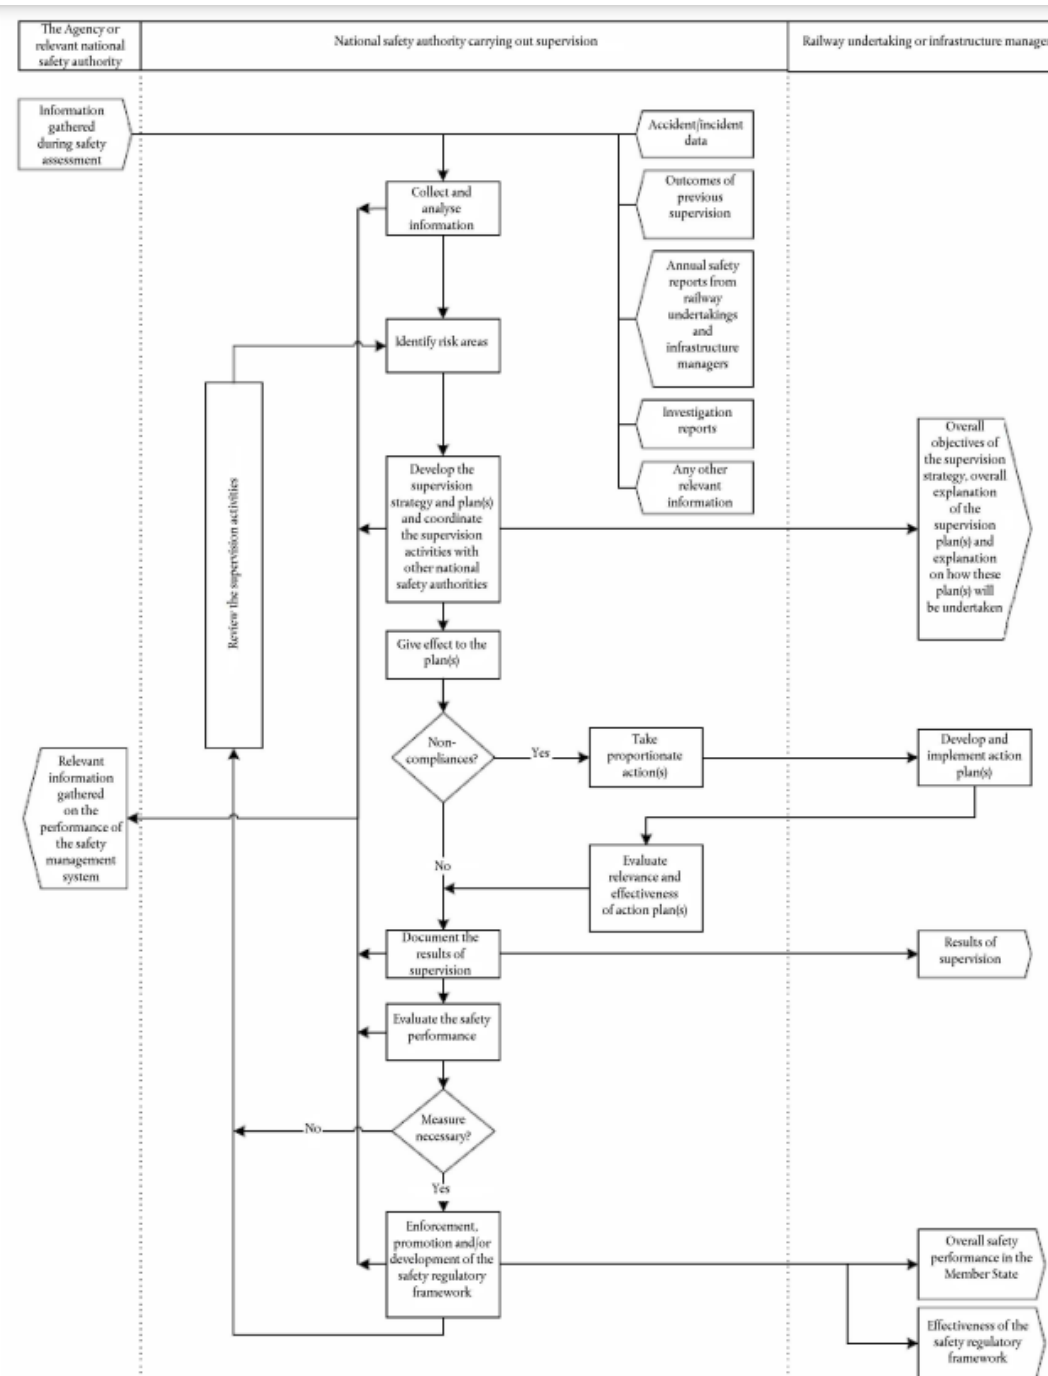 The Agency or
relevant national
safety authority
National safety authority carrying out supervision
Railway undertaking or infrastructure manage
Information
gathered
during safety
assessment
Accident/incident
data
Collect and
analyse
information
Outcomes of
previous
supervision
Annual safety
reports from
railway
undertakings
and
infrastructure
managers
Identify risk areas
Investigation
reports
Any other
relevant
information
Develop the
supervision
strategy and plan(s)
and coordinate
the supervision
activities with
other national
safety authorities
Overall
objectives of
the supervision
strategy, overall
explanation
of the
supervision
plan(s) and
explanation
on how these
plan(s) will
be undertaken
Review the supervision activities
Give effect to the
plan(s)
Non-
compliances?
Yes
Take
proportionate
action(s)
Develop and
implement action
plan(s)
Relevant
information
gathered
on the
performance of
the safety
management
system
No
Evaluate
relevance and
effectiveness
of action plan(s)
Document the
results of
supervision
Results of
supervision
Evaluate the safety
performance
Measure
necessary?
No
Yes
Enforcement,
promotion and/or
development of the
safety regulatory
framework
Overall safety
performance in the
Member State
Effectiveness of the
safety regulatory
framework